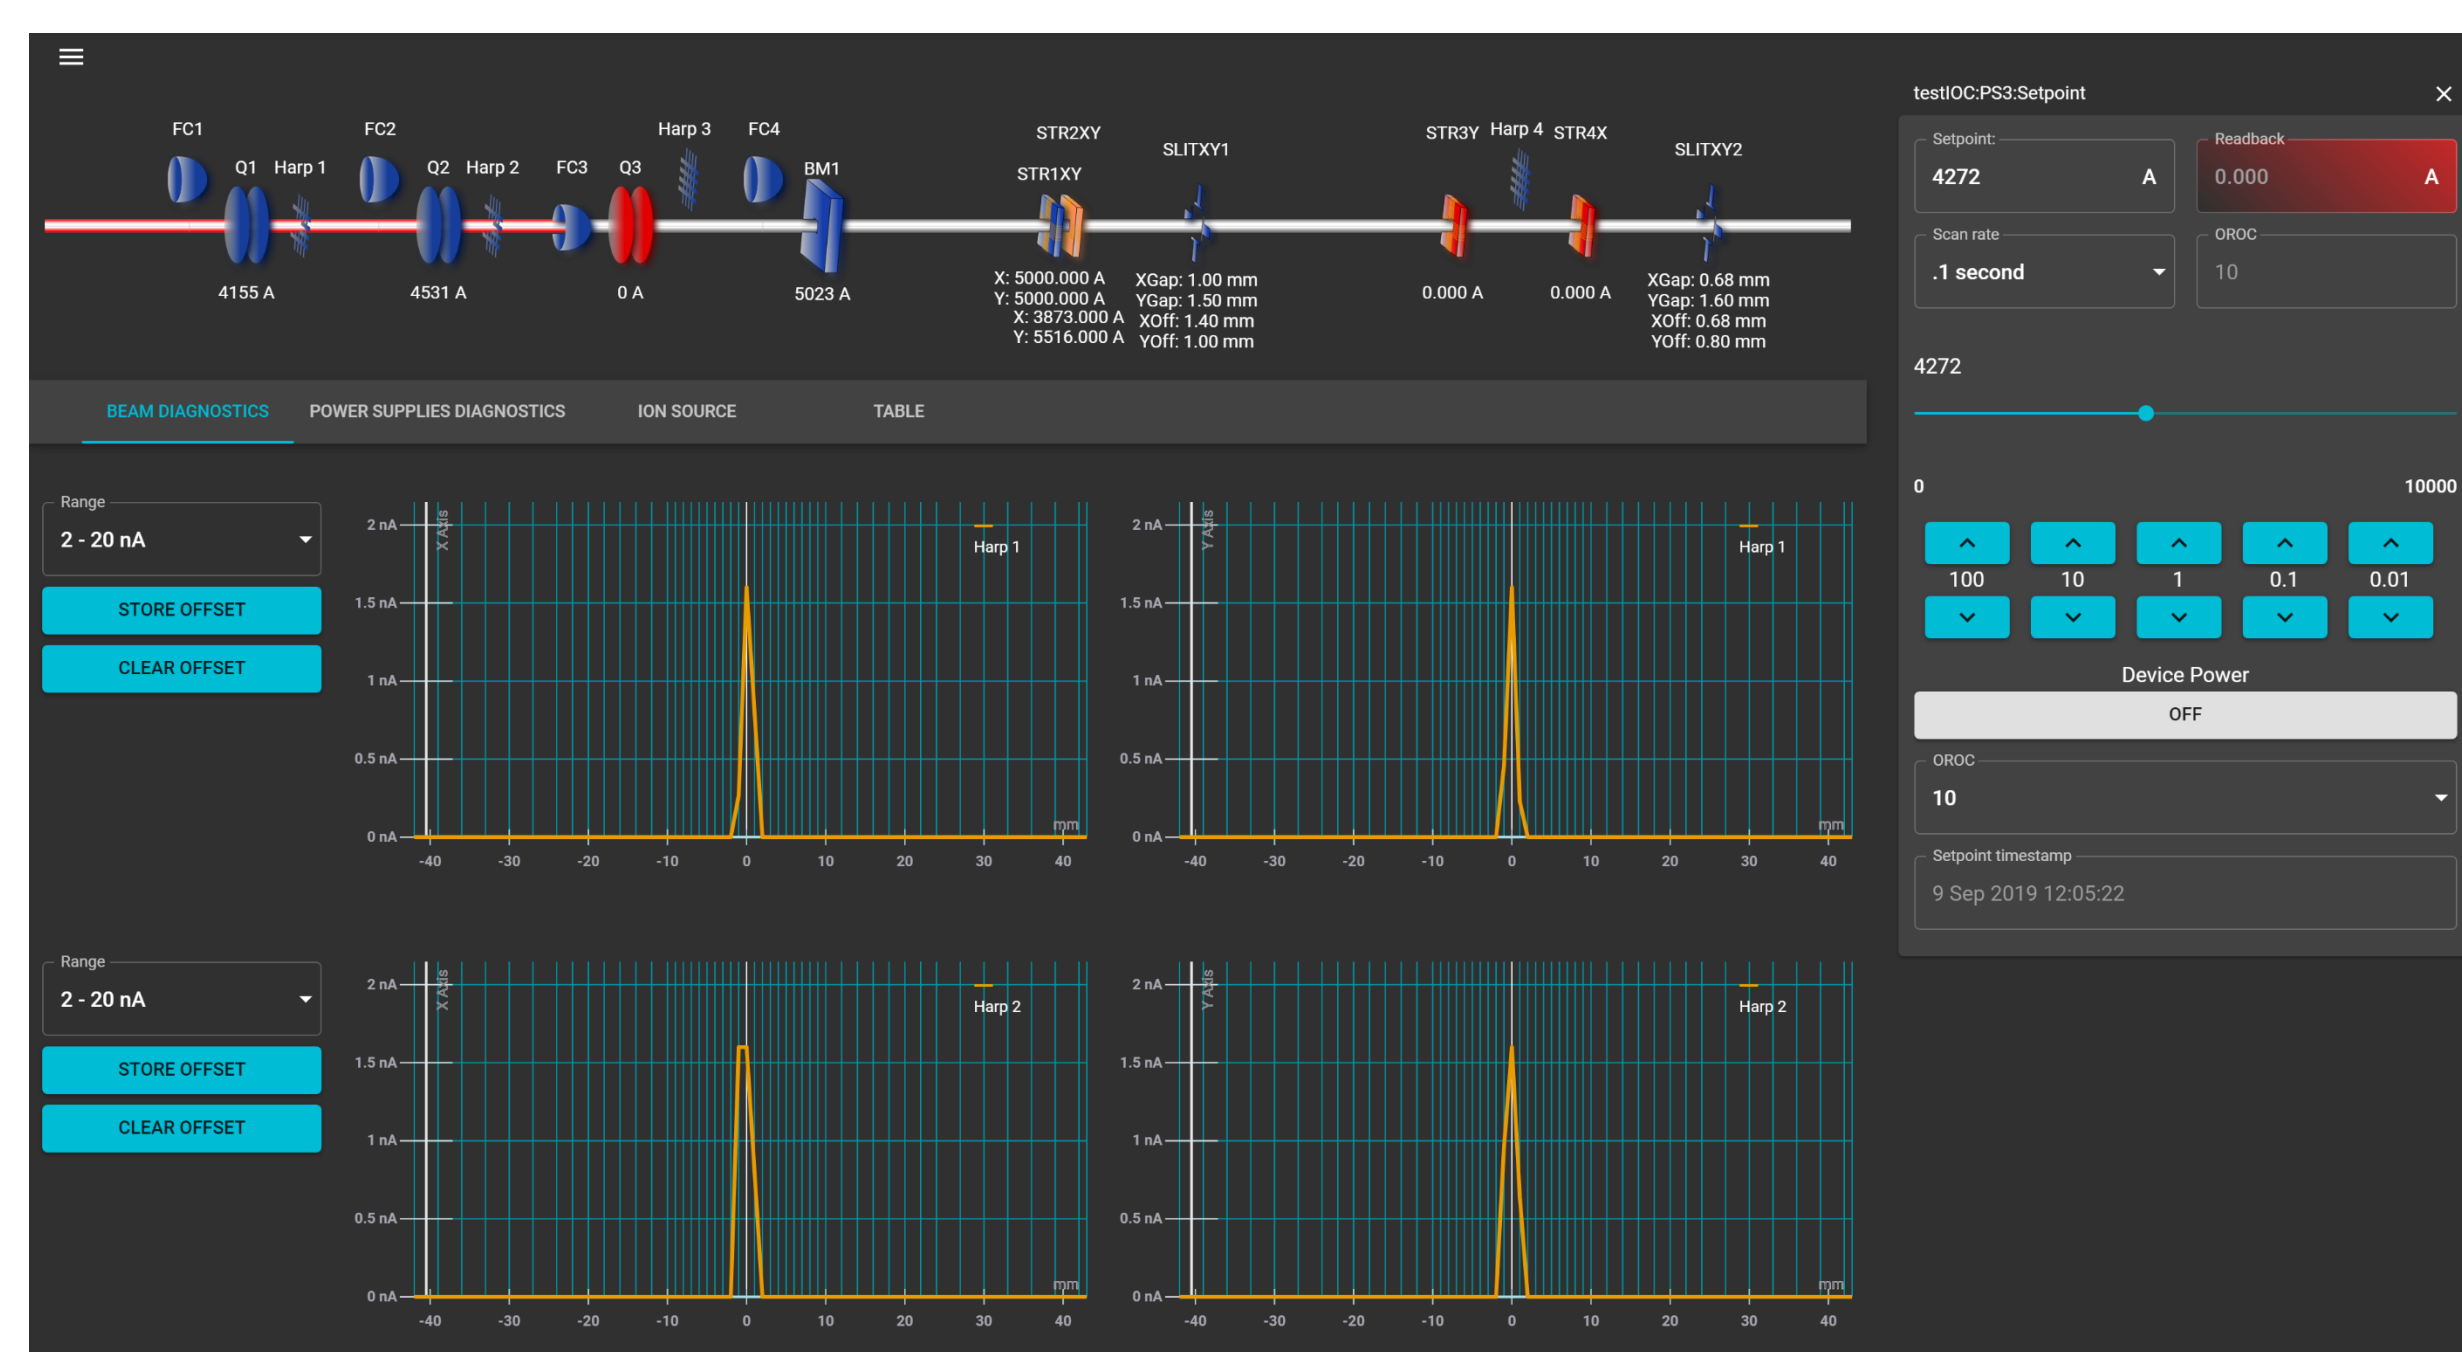 FC1
FC2
Harp 3
FC4
Q1
Harp 1
Q2
Harp 2
FC3
Q3
BM1
STR2XY
STR1XY
SLITXY1
STR3Y
Harp 4
STR4X
SLITXY2
4155 A
4531 A
0 A
5023 A
X: 5000.000 A
Y: 5000.000 A
X: 3873.000 A
Y: 5516.000 A
XGap: 1.00 mm
YGap: 1.50 mm
XOff: 1.40 mm
YOff: 1.00 mm
0.000 A
0.000 A
XGap: 0.68 mm
YGap: 1.60 mm
XOff: 0.68 mm
YOff: 0.80 mm
BEAM DIAGNOSTICS
POWER SUPPLIES DIAGNOSTICS
ION SOURCE
TABLE
Range
2 - 20 nA
STORE OFFSET
CLEAR OFFSET
2 nA
1.5 nA
1 nA
0.5 nA
0 nA
X Axis
Harp 1
mm
-40 -30 -20 -10 0 10 20 30 40
2 nA
1.5 nA
1 nA
0.5 nA
0 nA
Y Axis
Harp 1
mm
-40 -30 -20 -10 0 10 20 30 40
Range
2 - 20 nA
STORE OFFSET
CLEAR OFFSET
2 nA
1.5 nA
1 nA
0.5 nA
0 nA
X Axis
Harp 2
mm
-40 -30 -20 -10 0 10 20 30 40
2 nA
1.5 nA
1 nA
0.5 nA
0 nA
Y Axis
Harp 2
mm
-40 -30 -20 -10 0 10 20 30 40
testIOC:PS3:Setpoint
Setpoint:
4272 A
Readback
0.000 A
Scan rate
.1 second
OROC
10
4272
0 10000
100 10 1 0.1 0.01
Device Power
OFF
OROC
10
Setpoint timestamp
9 Sep 2019 12:05:22